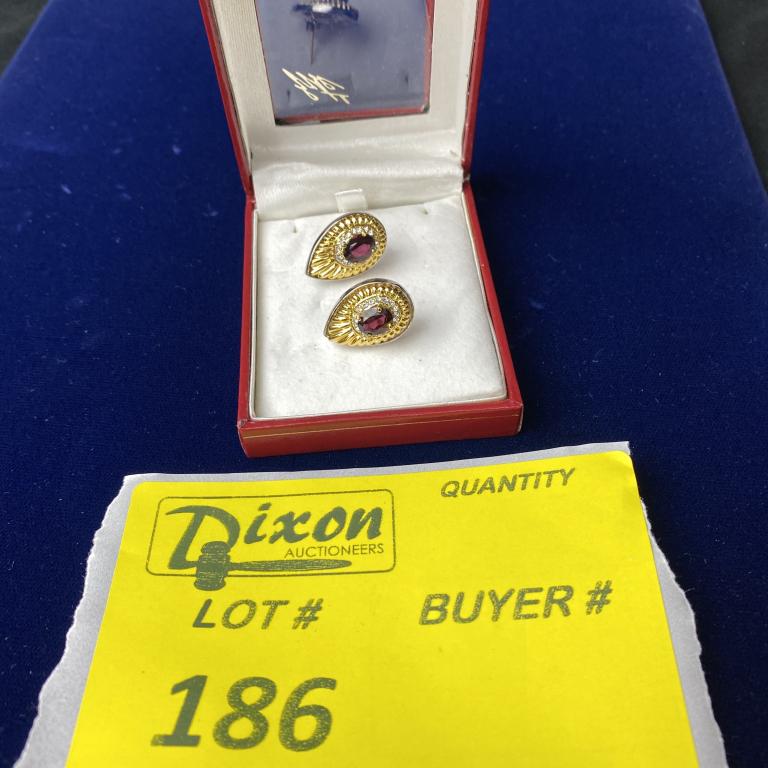 Dixon
AUCTIONEERS
QUANTITY
LOT #
BUYER #
186